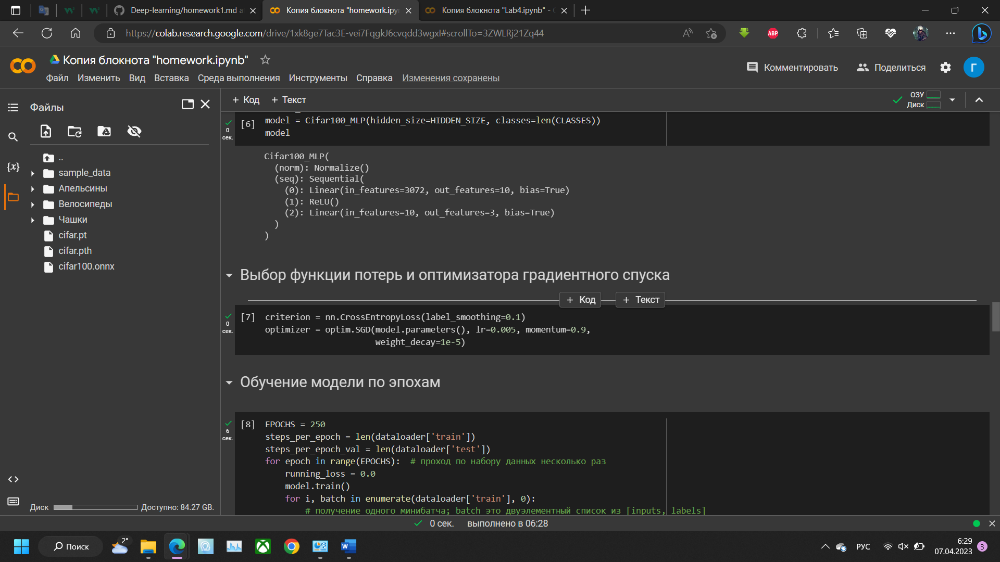 Deep-learning/homework1.md a
Копия блокнота "homework.ipy
Копия блокнота "Lab4.ipynb" -
https://colab.research.google.com/drive/1xk8ge7Tac3E-vei7FqgkJ6cvqdd3wgxl#scrollTo=3ZWLRj21Zq44
ABP
Копия блокнота "homework.ipynb"
Комментировать
Поделиться
Г
Файл Изменить Вид Вставка Среда выполнения Инструменты Справка Изменения сохранены
Файлы
+ Код + Текст
ОЗУ
Диск
{x}
..
sample_data
Апельсины
Велосипеды
Чашки
cifar.pt
cifar.pth
cifar100.onnx
Диск
Доступно: 84.27 GB.
0
сек.
[6] model = Cifar100_MLP(hidden_size=HIDDEN_SIZE, classes=len(CLASSES))
model
Cifar100_MLP(
(norm): Normalize()
(seq): Sequential(
(0): Linear(in_features=3072, out_features=10, bias=True)
(1): ReLU()
(2): Linear(in_features=10, out_features=3, bias=True)
)
)
Выбор функции потерь и оптимизатора градиентного спуска
+ Код + Текст
0
сек.
[7] criterion = nn.CrossEntropyLoss(label_smoothing=0.1)
optimizer = optim.SGD(model.parameters(), lr=0.005, momentum=0.9,
weight_decay=1e-5)
Обучение модели по эпохам
6
сек.
[8] EPOCHS = 250
steps_per_epoch = len(dataloader['train'])
steps_per_epoch_val = len(dataloader['test'])
for epoch in range(EPOCHS):  # проход по набору данных несколько раз
running_loss = 0.0
model.train()
for i, batch in enumerate(dataloader['train'], 0):
# получение одного минибатча; batch это двуэлементный список из [inputs, labels]
0 сек. выполнено в 06:28
Поиск
2°
РУС
6:29
07.04.2023
3